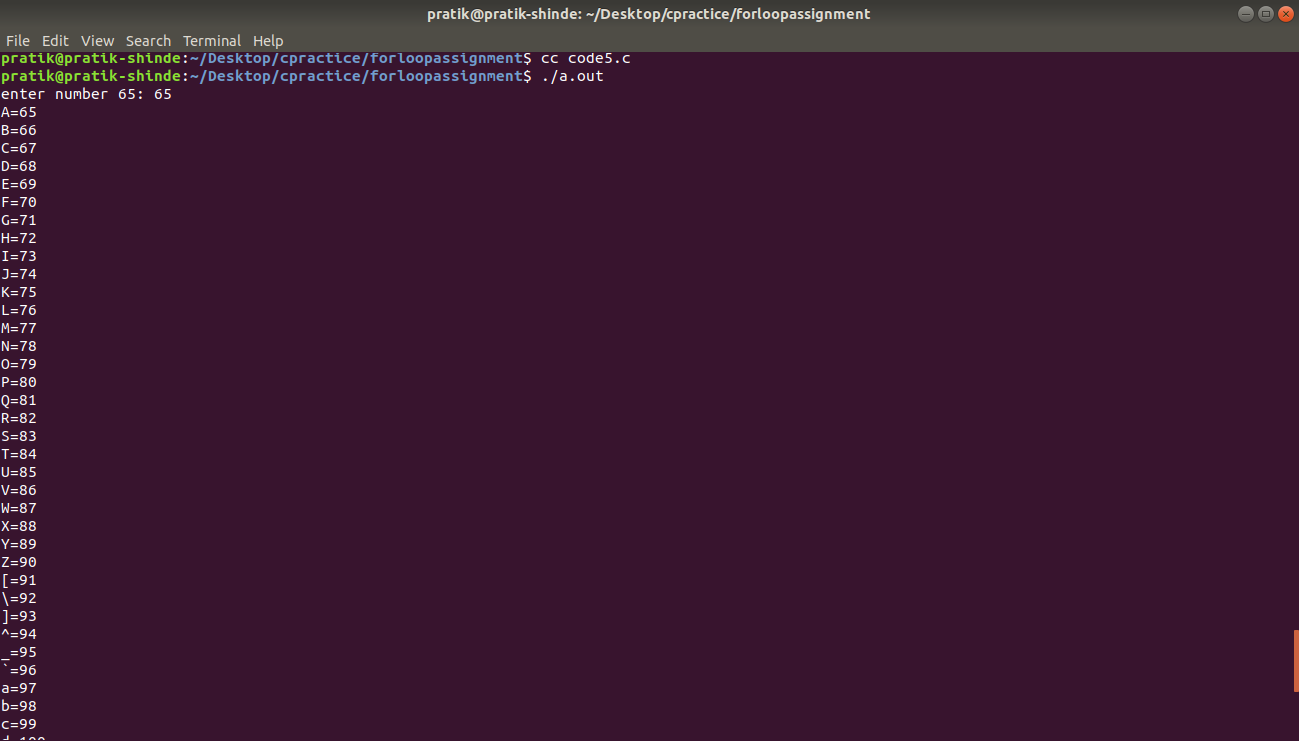 pratik@pratik-shinde: ~/Desktop/cpractice/forloopassignment
File Edit View Search Terminal Help
pratik@pratik-shinde:~/Desktop/cpractice/forloopassignment$ cc code5.c
pratik@pratik-shinde:~/Desktop/cpractice/forloopassignment$ ./a.out
enter number 65: 65
A=65
B=66
C=67
D=68
E=69
F=70
G=71
H=72
I=73
J=74
K=75
L=76
M=77
N=78
O=79
P=80
Q=81
R=82
S=83
T=84
U=85
V=86
W=87
X=88
Y=89
Z=90
[=91
\=92
]=93
^=94
_=95
`=96
a=97
b=98
c=99